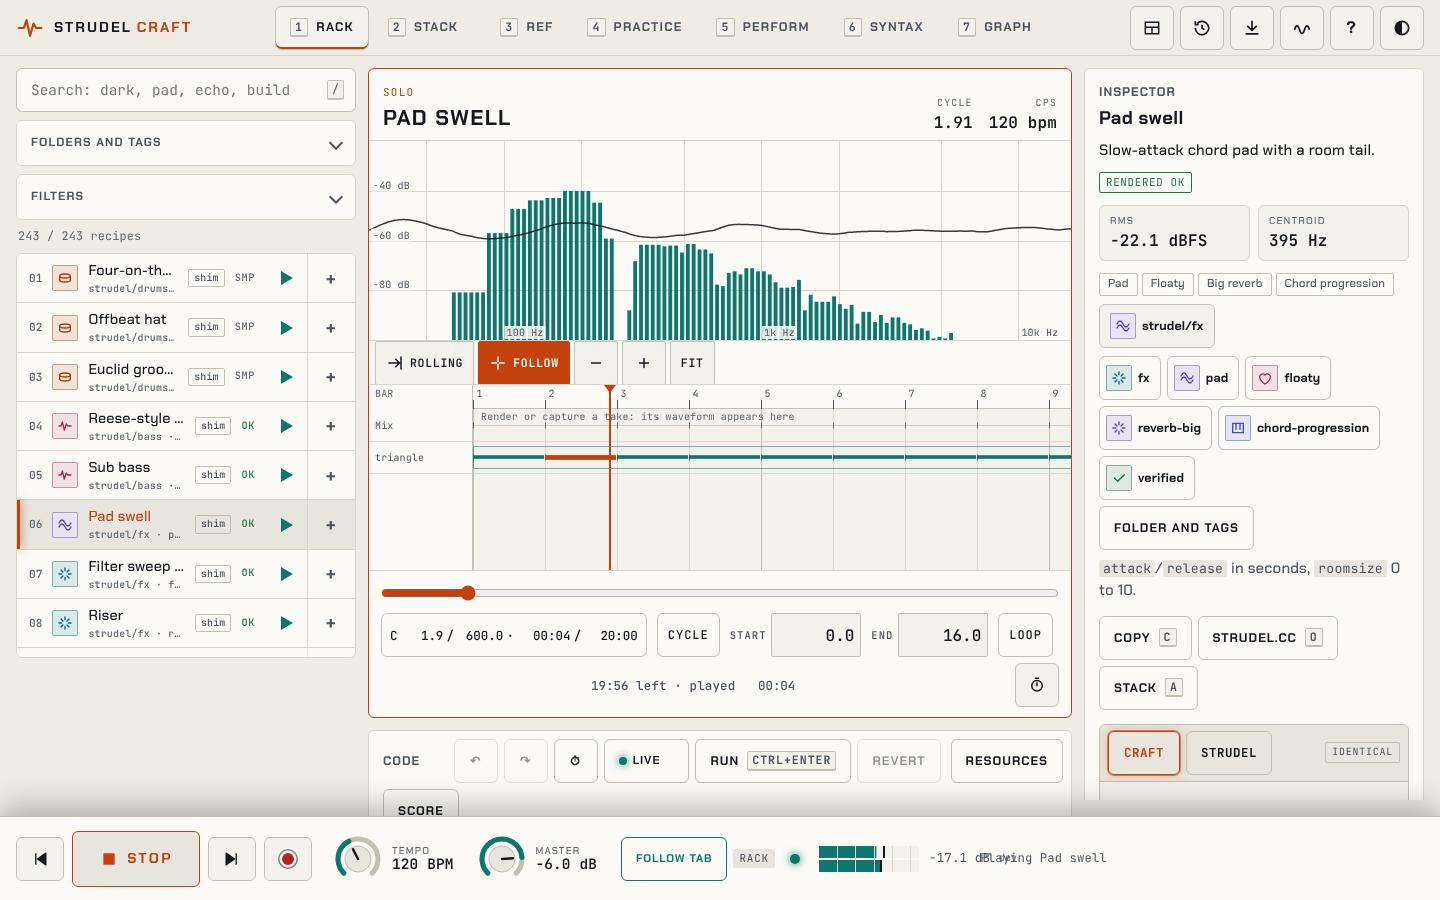 STRUDEL CRAFT
1 RACK
2 STACK
3 REF
4 PRACTICE
5 PERFORM
6 SYNTAX
7 GRAPH
?
Search: dark, pad, echo, build /
FOLDERS AND TAGS
FILTERS
243 / 243 recipes
01 Four-on-th… shim SMP +
strudel/drums…
02 Offbeat hat shim SMP +
strudel/drums…
03 Euclid groo… shim SMP +
strudel/drums…
04 Reese-style … shim OK +
strudel/bass ·…
05 Sub bass shim OK +
strudel/bass ·…
06 Pad swell shim OK +
strudel/fx · p…
07 Filter sweep … shim OK +
strudel/fx · f…
08 Riser shim OK +
strudel/fx · r…
SOLO
PAD SWELL
CYCLE
1.91
CPS
120 bpm
-40 dB
-60 dB
-80 dB
100 Hz
1k Hz
10k Hz
ROLLING
FOLLOW
−
+
FIT
BAR 1 2 3 4 5 6 7 8 9
Render or capture a take: its waveform appears here
Mix
triangle
C 1.9 / 600.0 · 00:04 / 20:00
CYCLE
START 0.0
END 16.0
LOOP
19:56 left · played 00:04
CODE
LIVE
RUN CTRL+ENTER
REVERT
RESOURCES
SCORE
INSPECTOR
Pad swell
Slow-attack chord pad with a room tail.
RENDERED OK
RMS
-22.1 dBFS
CENTROID
395 Hz
Pad
Floaty
Big reverb
Chord progression
strudel/fx
fx
pad
floaty
reverb-big
chord-progression
verified
FOLDER AND TAGS
attack/release in seconds, roomsize 0
to 10.
COPY C
STRUDEL.CC O
STACK A
CRAFT
STRUDEL
IDENTICAL
STOP
TEMPO
120 BPM
MASTER
-6.0 dB
FOLLOW TAB
RACK
-17.1 dB
Playing Pad swell